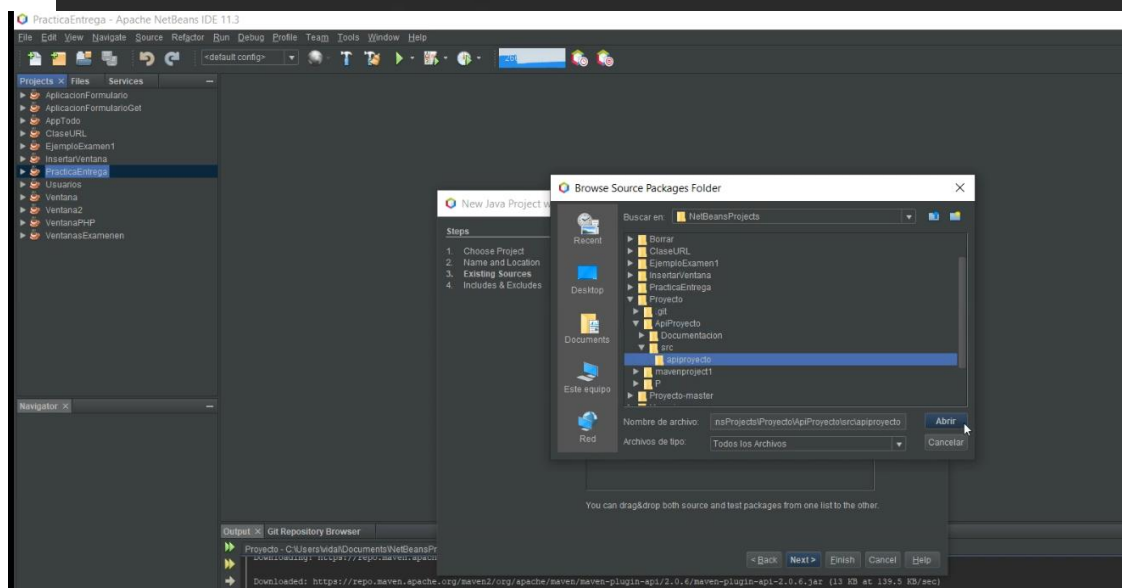 PracticaEntrega - Apache NetBeans IDE 11.3
File Edit View Navigate Source Refactor Run Debug Profile Team Tools Window Help
<default config>
Projects Files Services
AplicacionFormulario
AplicacionFormularioGet
AppTodo
ClaseURL
EjemploExamen1
InsertarVentana
PracticaEntrega
Usuarios
Ventana
Ventana2
VentanaPHP
VentanasExamenen
Navigator
New Java Project
Steps
1. Choose Project
2. Name and Location
3. Existing Sources
4. Includes & Excludes
Browse Source Packages Folder
Buscar en: NetBeansProjects
Recent
Desktop
Documents
Este equipo
Red
Borrar
ClaseURL
EjemploExamen1
InsertarVentana
PracticaEntrega
Proyecto
.git
ApiProyecto
Documentacion
src
apiproyecto
mavenproject1
P
Proyecto-master
Nombre de archivo: nsProjects\Proyecto\ApiProyecto\src\apiproyecto Abrir
Archivos de tipo: Todos los Archivos Cancelar
You can drag&drop both source and test packages from one list to the other.
< Back Next > Finish Cancel Help
Output Git Repository Browser
Proyecto - C:\Users\vidal\Documents\NetBeansPr
Downloading: https://repo.maven.apach
Downloaded: https://repo.maven.apache.org/maven2/org/apache/maven/maven-plugin-api/2.0.6/maven-plugin-api-2.0.6.jar (13 KB at 139.5 KB/sec)